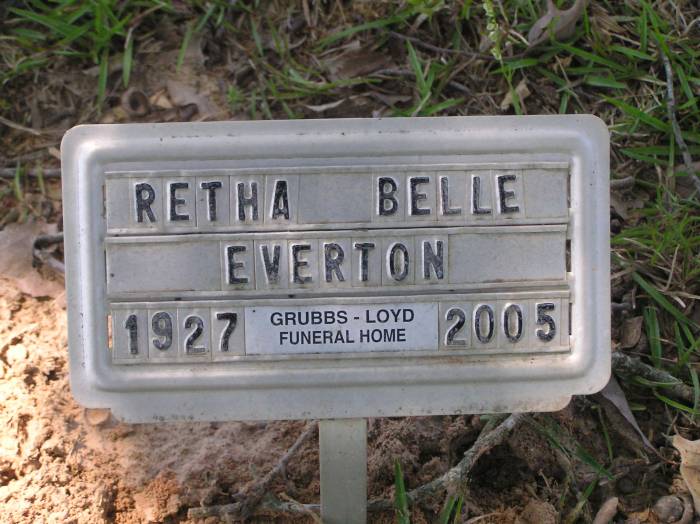 RETHA BELLE
EVERTON
1927 GRUBBS - LOYD FUNERAL HOME 2005